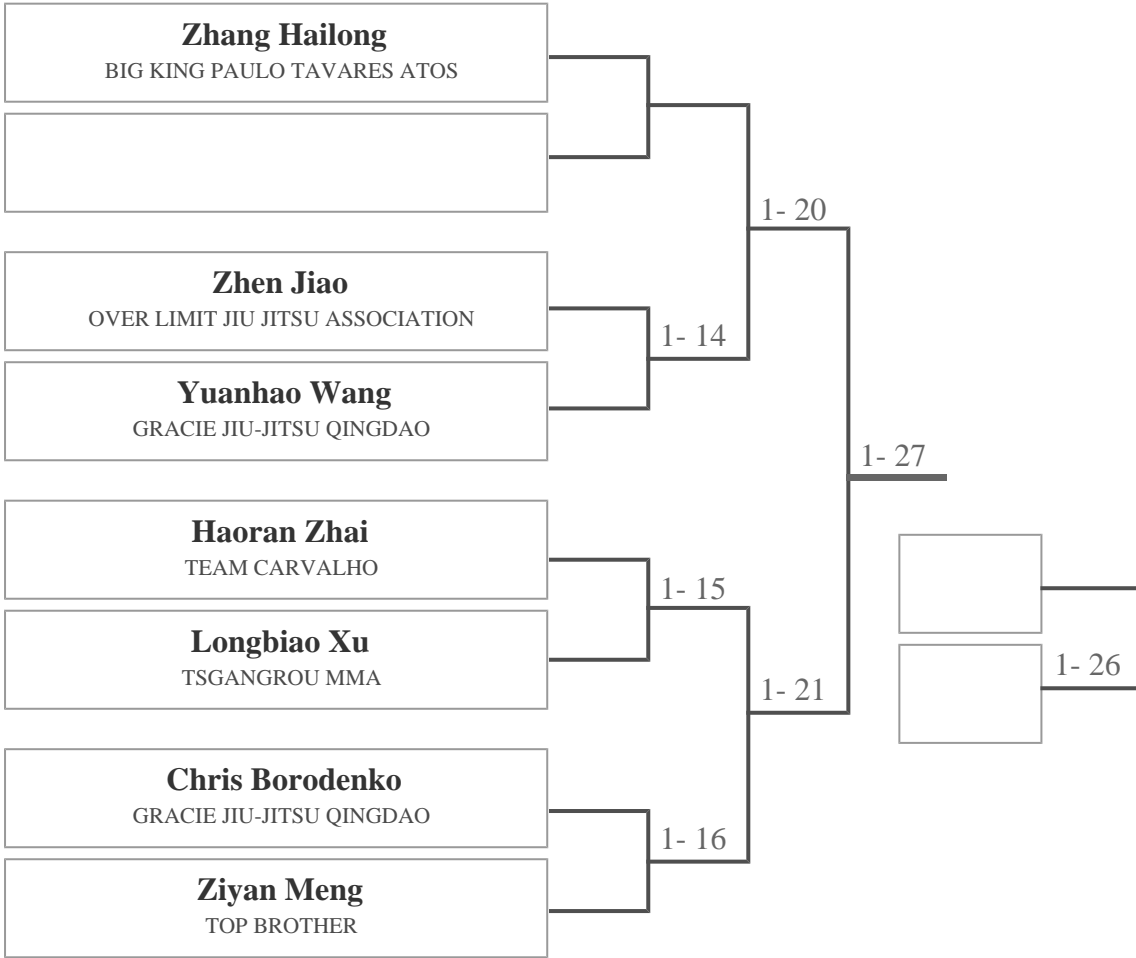 Zhang Hailong
BIG KING PAULO TAVARES ATOS
1- 20
Zhen Jiao
OVER LIMIT JIU JITSU ASSOCIATION
1- 14
Yuanhao Wang
GRACIE JIU-JITSU QINGDAO
1- 27
Haoran Zhai
TEAM CARVALHO
1- 15
Longbiao Xu
TSGANGROU MMA
1- 21
1- 26
Chris Borodenko
GRACIE JIU-JITSU QINGDAO
1- 16
Ziyan Meng
TOP BROTHER